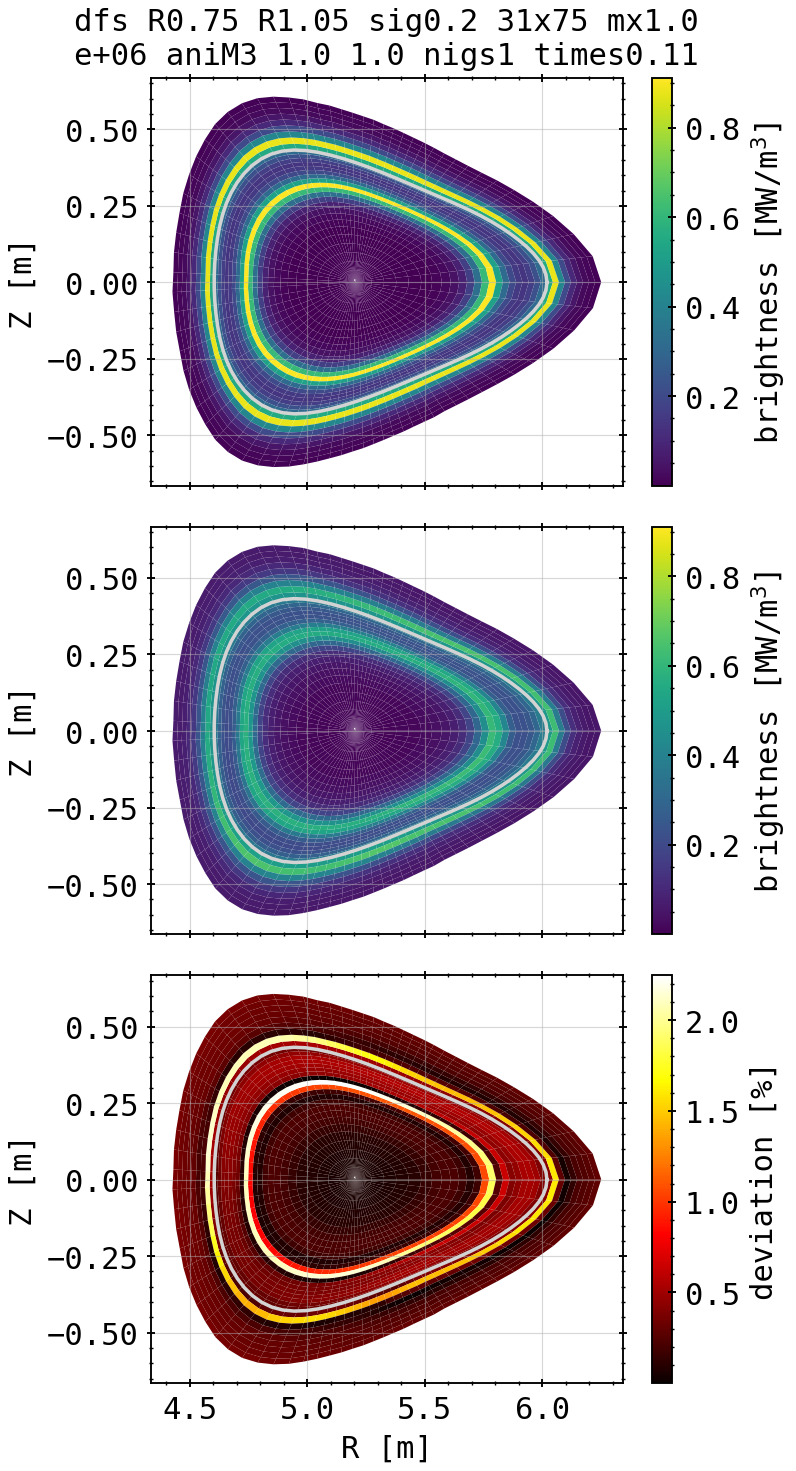 dfs R0.75 R1.05 sig0.2 31x75 mx1.0
e+06 aniM3 1.0 1.0 nigs1 times0.11
0.50
0.25
0.00
−0.25
−0.50
Z [m]
0.8
0.6
0.4
0.2
brightness [MW/m³]
0.50
0.25
0.00
−0.25
−0.50
Z [m]
0.8
0.6
0.4
0.2
brightness [MW/m³]
0.50
0.25
0.00
−0.25
−0.50
Z [m]
2.0
1.5
1.0
0.5
deviation [%]
4.5 5.0 5.5 6.0
R [m]